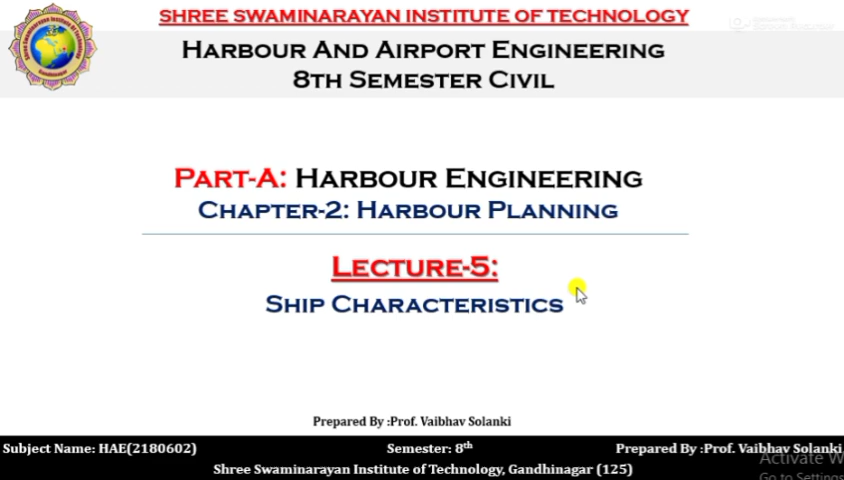 SHREE SWAMINARAYAN INSTITUTE OF TECHNOLOGY
HARBOUR AND AIRPORT ENGINEERING
8TH SEMESTER CIVIL
PART-A: HARBOUR ENGINEERING
CHAPTER-2: HARBOUR PLANNING
LECTURE-5:
SHIP CHARACTERISTICS
Prepared By :Prof. Vaibhav Solanki
Subject Name: HAE(2180602) Semester: 8th Prepared By :Prof. Vaibhav Solanki
Activate W
Shree Swaminarayan Institute of Technology, Gandhinagar (125)
Go to Settings